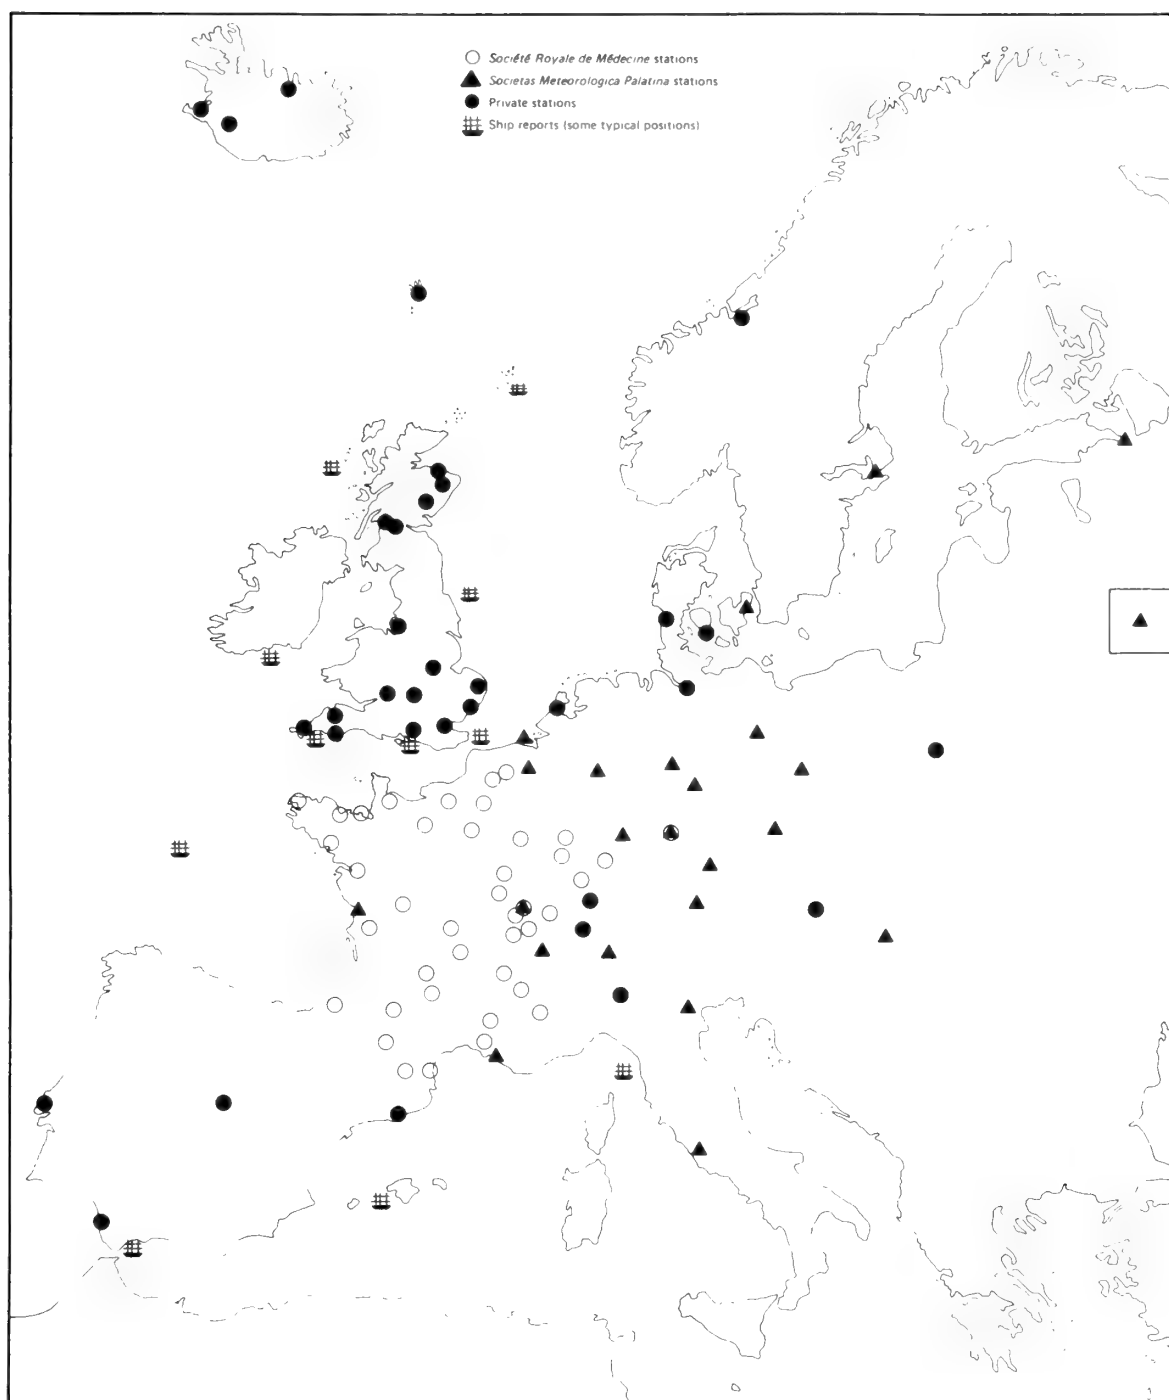 Société Royale de Médecine stations
Societas Meteorologica Palatina stations
Private stations
Ship reports (some typical positions)